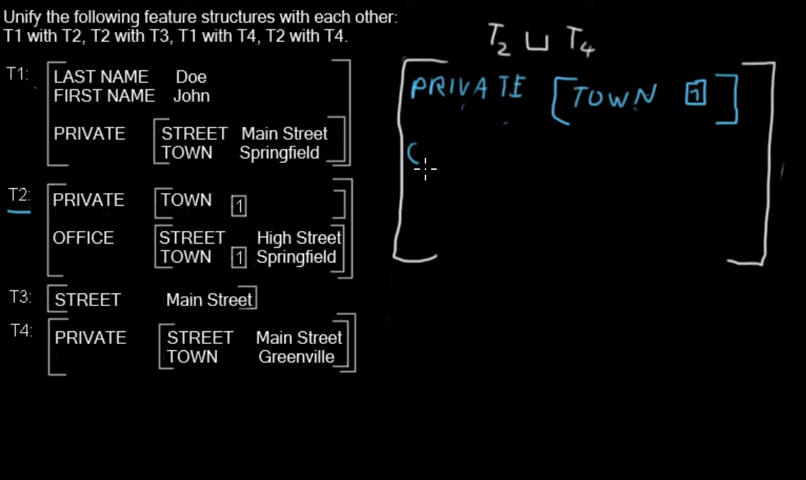 Unify the following feature structures with each other:
T1 with T2, T2 with T3, T1 with T4, T2 with T4.
T1:
LAST NAME Doe
FIRST NAME John
PRIVATE STREET Main Street
TOWN Springfield
T2:
PRIVATE TOWN 1
OFFICE STREET High Street
TOWN 1 Springfield
T3: STREET Main Street
T4: PRIVATE STREET Main Street
TOWN Greenville
T2 ⊔ T4
PRIVATE [TOWN 1]